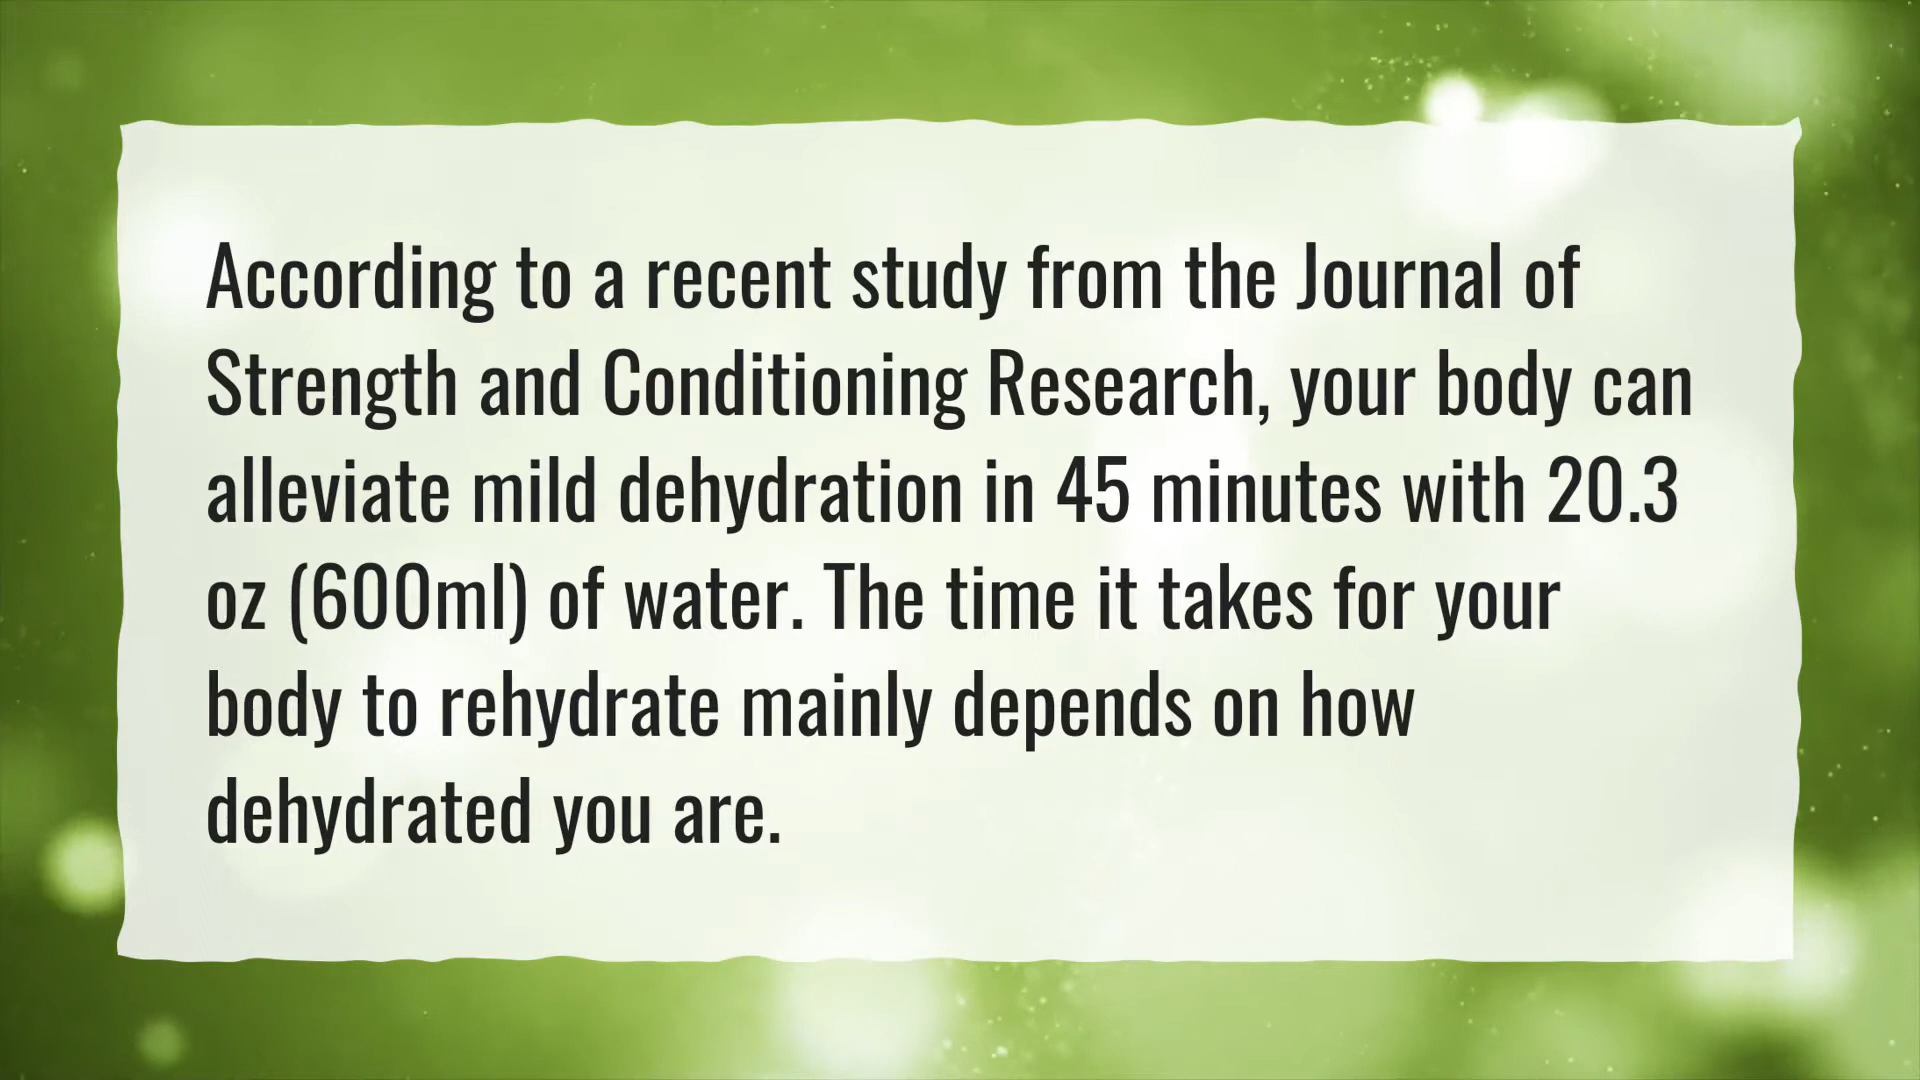 According to a recent study from the Journal of
Strength and Conditioning Research, your body can
alleviate mild dehydration in 45 minutes with 20.3
oz (600ml) of water. The time it takes for your
body to rehydrate mainly depends on how
dehydrated you are.